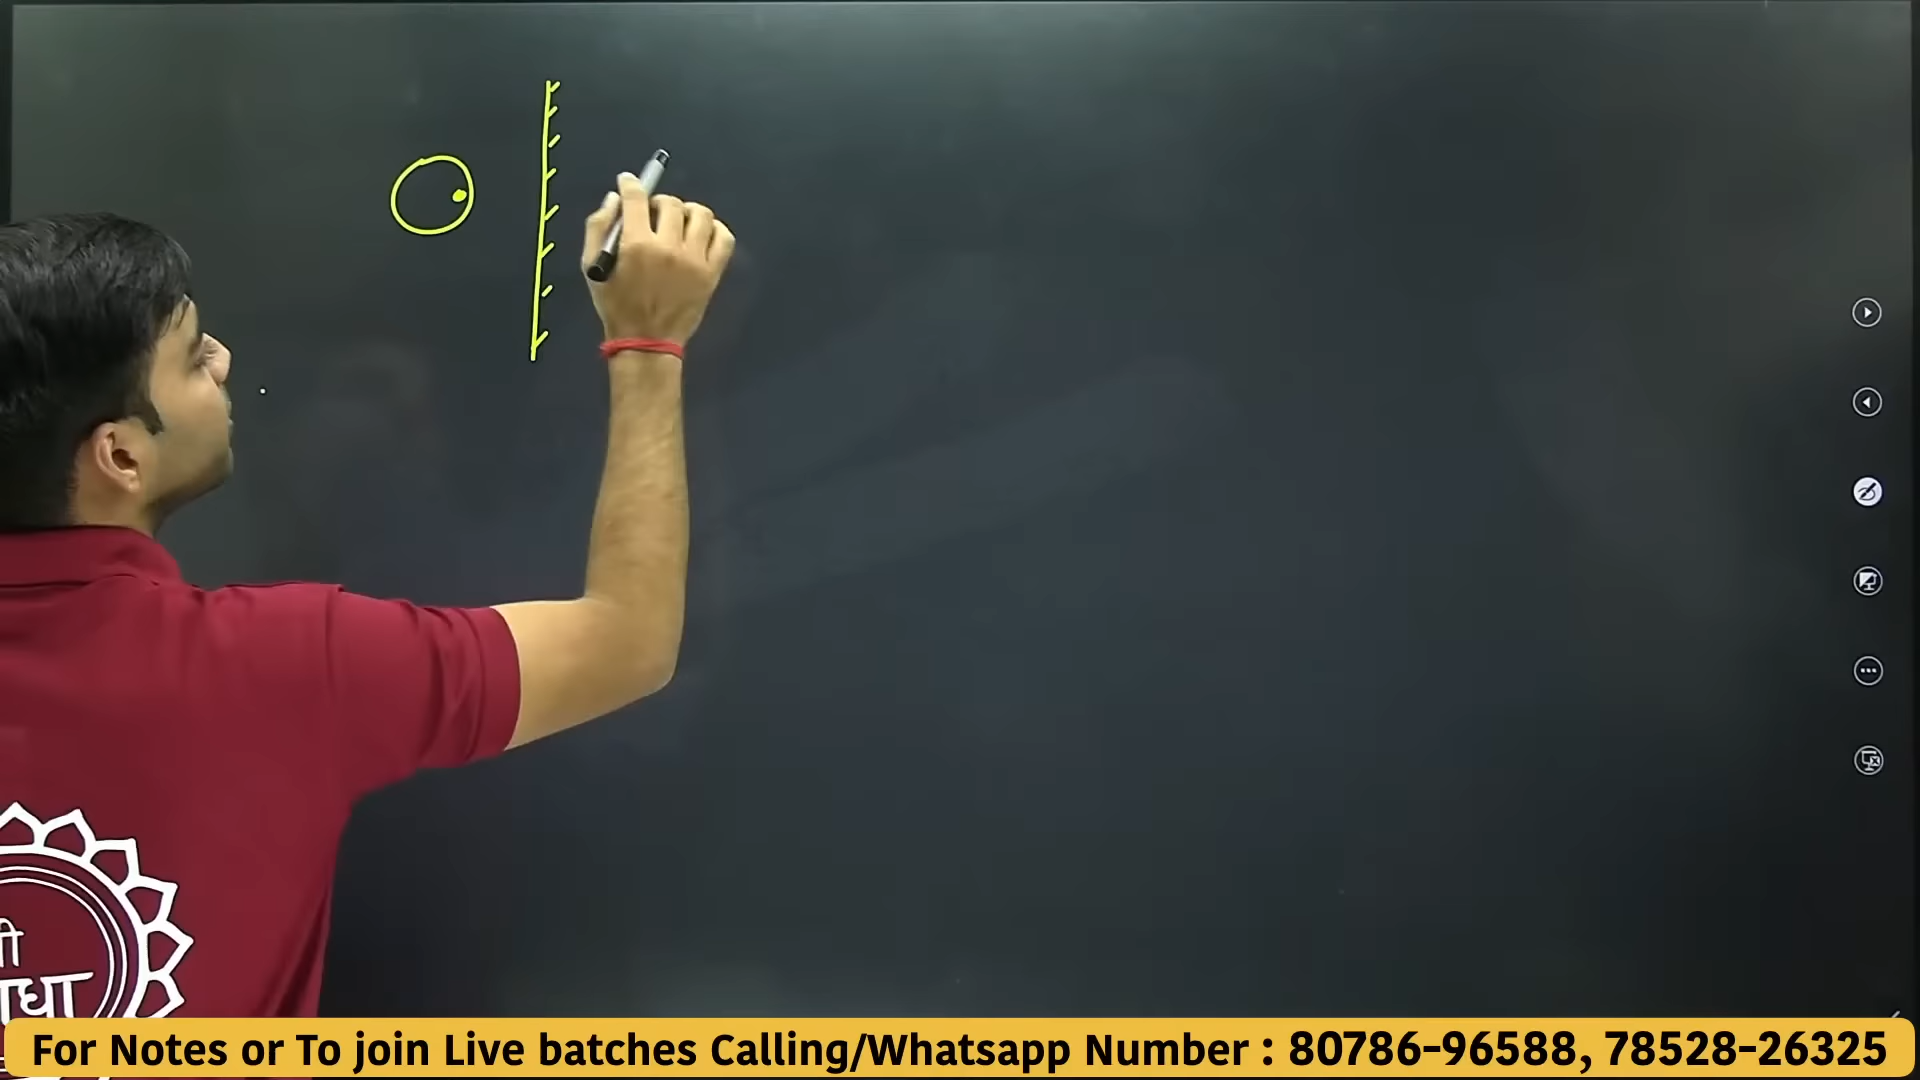 For Notes or To join Live batches Calling/Whatsapp Number : 80786-96588, 78528-26325